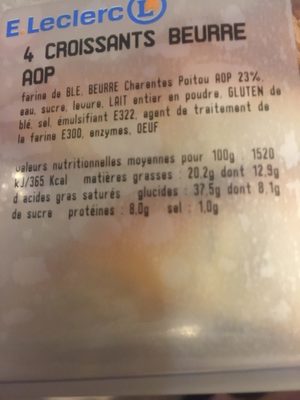 E.Leclerc L
4 CROISSANTS BEURRE
AOP
farine de BLE, BEURRE Charentes Poitou AOP 23%,
eau, sucre, levure, LAIT entier en poudre, GLUTEN de
blé, sel, émulsifiant E322, agent de traitement de
la farine E300, enzymes, OEUF
valeurs nutritionnelles moyennes pour 100g : 1520
kJ/365 Kcal matières grasses : 20.2g dont 12.9g
d'acides gras saturés glucides : 37.5g dont 8.1g
de sucre protéines : 8.0g sel : 1.0g